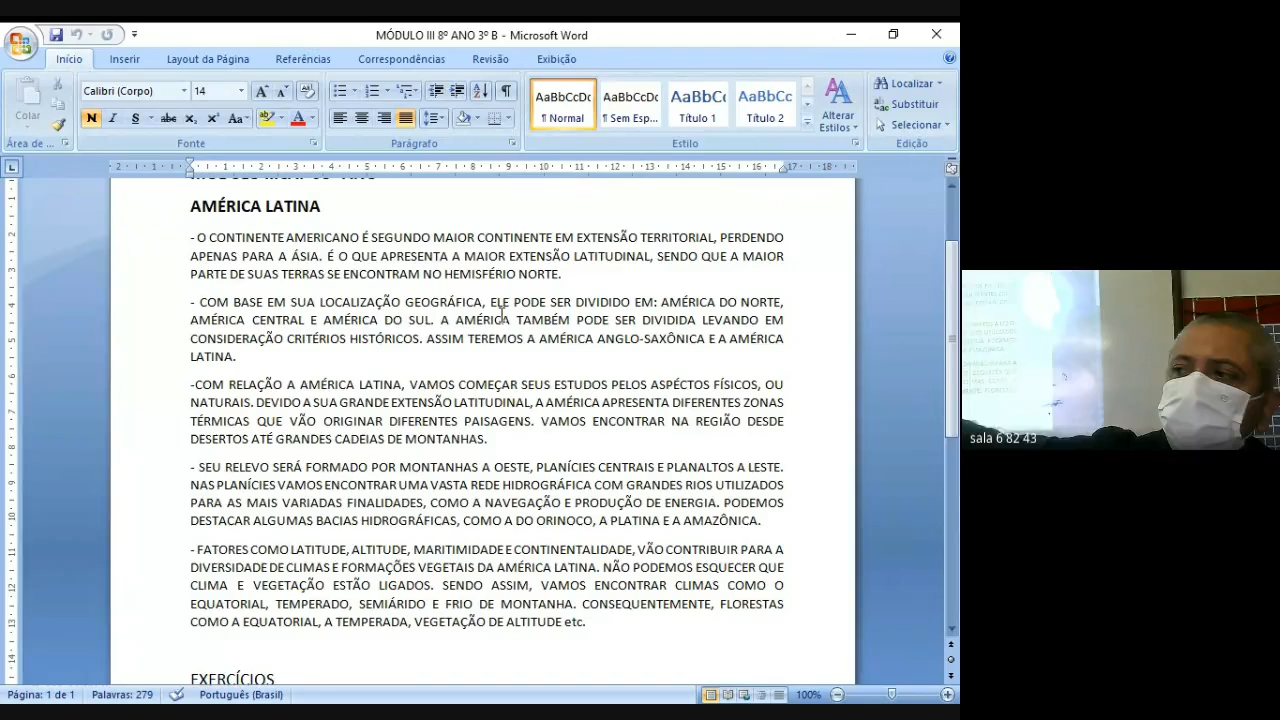 MÓDULO III 8º ANO 3º B - Microsoft Word
Início Inserir Layout da Página Referências Correspondências Revisão Exibição
Colar
Calibri (Corpo) 14
AaBbCcDc AaBbCcDc AaBbC AaBbCc
¶ Normal ¶ Sem Esp... Título 1 Título 2
Alterar Estilos
Localizar
Substituir
Selecionar
Área de... Fonte Parágrafo Estilo Edição
AMÉRICA LATINA
- O CONTINENTE AMERICANO É SEGUNDO MAIOR CONTINENTE EM EXTENSÃO TERRITORIAL, PERDENDO
APENAS PARA A ÁSIA. É O QUE APRESENTA A MAIOR EXTENSÃO LATITUDINAL, SENDO QUE A MAIOR
PARTE DE SUAS TERRAS SE ENCONTRAM NO HEMISFÉRIO NORTE.
- COM BASE EM SUA LOCALIZAÇÃO GEOGRÁFICA, ELE PODE SER DIVIDIDO EM: AMÉRICA DO NORTE,
AMÉRICA CENTRAL E AMÉRICA DO SUL. A AMÉRICA TAMBÉM PODE SER DIVIDIDA LEVANDO EM
CONSIDERAÇÃO CRITÉRIOS HISTÓRICOS. ASSIM TEREMOS A AMÉRICA ANGLO-SAXÔNICA E A AMÉRICA
LATINA.
-COM RELAÇÃO A AMÉRICA LATINA, VAMOS COMEÇAR SEUS ESTUDOS PELOS ASPÉCTOS FÍSICOS, OU
NATURAIS. DEVIDO A SUA GRANDE EXTENSÃO LATITUDINAL, A AMÉRICA APRESENTA DIFERENTES ZONAS
TÉRMICAS QUE VÃO ORIGINAR DIFERENTES PAISAGENS. VAMOS ENCONTRAR NA REGIÃO DESDE
DESERTOS ATÉ GRANDES CADEIAS DE MONTANHAS.
- SEU RELEVO SERÁ FORMADO POR MONTANHAS A OESTE, PLANÍCIES CENTRAIS E PLANALTOS A LESTE.
NAS PLANÍCIES VAMOS ENCONTRAR UMA VASTA REDE HIDROGRÁFICA COM GRANDES RIOS UTILIZADOS
PARA AS MAIS VARIADAS FINALIDADES, COMO A NAVEGAÇÃO E PRODUÇÃO DE ENERGIA. PODEMOS
DESTACAR ALGUMAS BACIAS HIDROGRÁFICAS, COMO A DO ORINOCO, A PLATINA E A AMAZÔNICA.
- FATORES COMO LATITUDE, ALTITUDE, MARITIMIDADE E CONTINENTALIDADE, VÃO CONTRIBUIR PARA A
DIVERSIDADE DE CLIMAS E FORMAÇÕES VEGETAIS DA AMÉRICA LATINA. NÃO PODEMOS ESQUECER QUE
CLIMA E VEGETAÇÃO ESTÃO LIGADOS. SENDO ASSIM, VAMOS ENCONTRAR CLIMAS COMO O
EQUATORIAL, TEMPERADO, SEMIÁRIDO E FRIO DE MONTANHA. CONSEQUENTEMENTE, FLORESTAS
COMO A EQUATORIAL, A TEMPERADA, VEGETAÇÃO DE ALTITUDE etc.
EXERCÍCIOS
Página: 1 de 1 Palavras: 279 Português (Brasil) 100%
sala 6 82 43